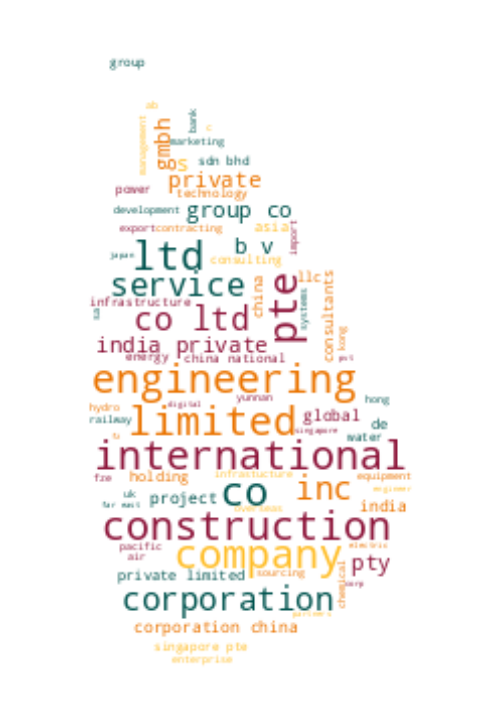 group
ab
management
gmbh
bank
c
marketing
os
sdn bhd
private
power
technology
development
group co
export
contracting
asia
import
japan
ltd
b v
consulting
service
china
pte
llc
systems
consultants
infrastructure
sa
co ltd
kong
india private
energy
china national
pvt
engineering
hydro
digital
yunnan
hong
railway
limited
global
singapore
de
water
international
fze
holding
infrastucture
equipment
engineer
uk
far east
project
co
inc
overseas
india
construction
pacific
air
company
electric
pty
private limited
sourcing
chemical
corp
corporation
partners
corporation china
singapore pte
enterprise